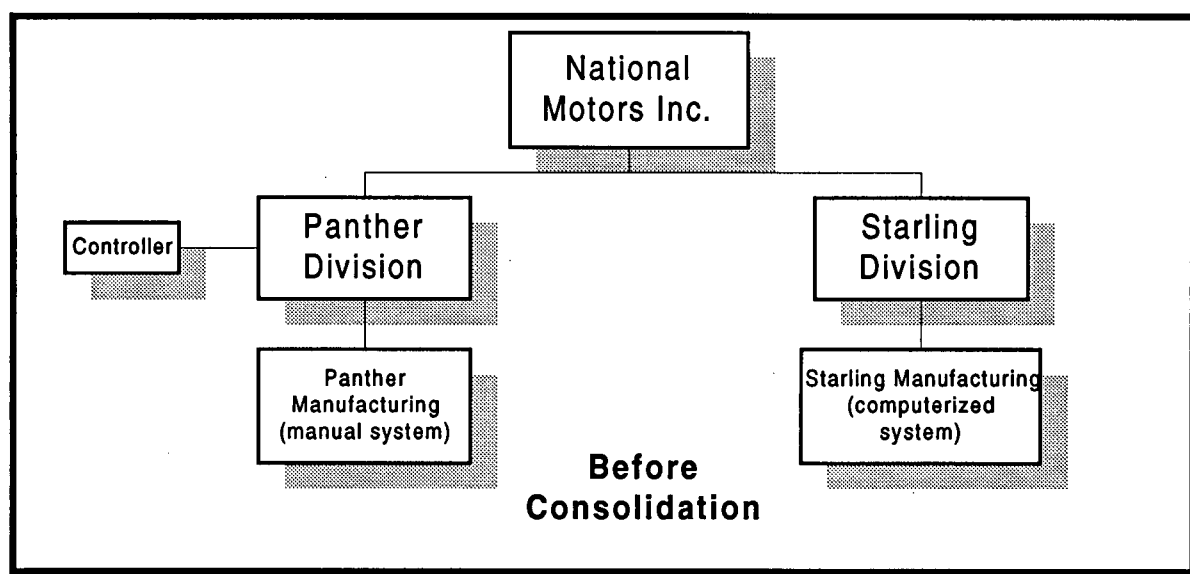 National
Motors Inc.
Controller
Panther
Division
Starling
Division
Panther
Manufacturing
(manual system)
Starling Manufacturing
(computerized
system)
Before
Consolidation